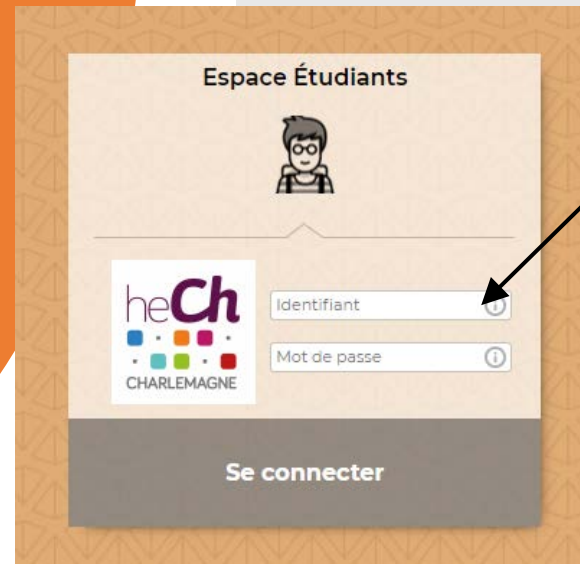 Espace Étudiants
heCh
CHARLEMAGNE
Identifiant
Mot de passe
Se connecter